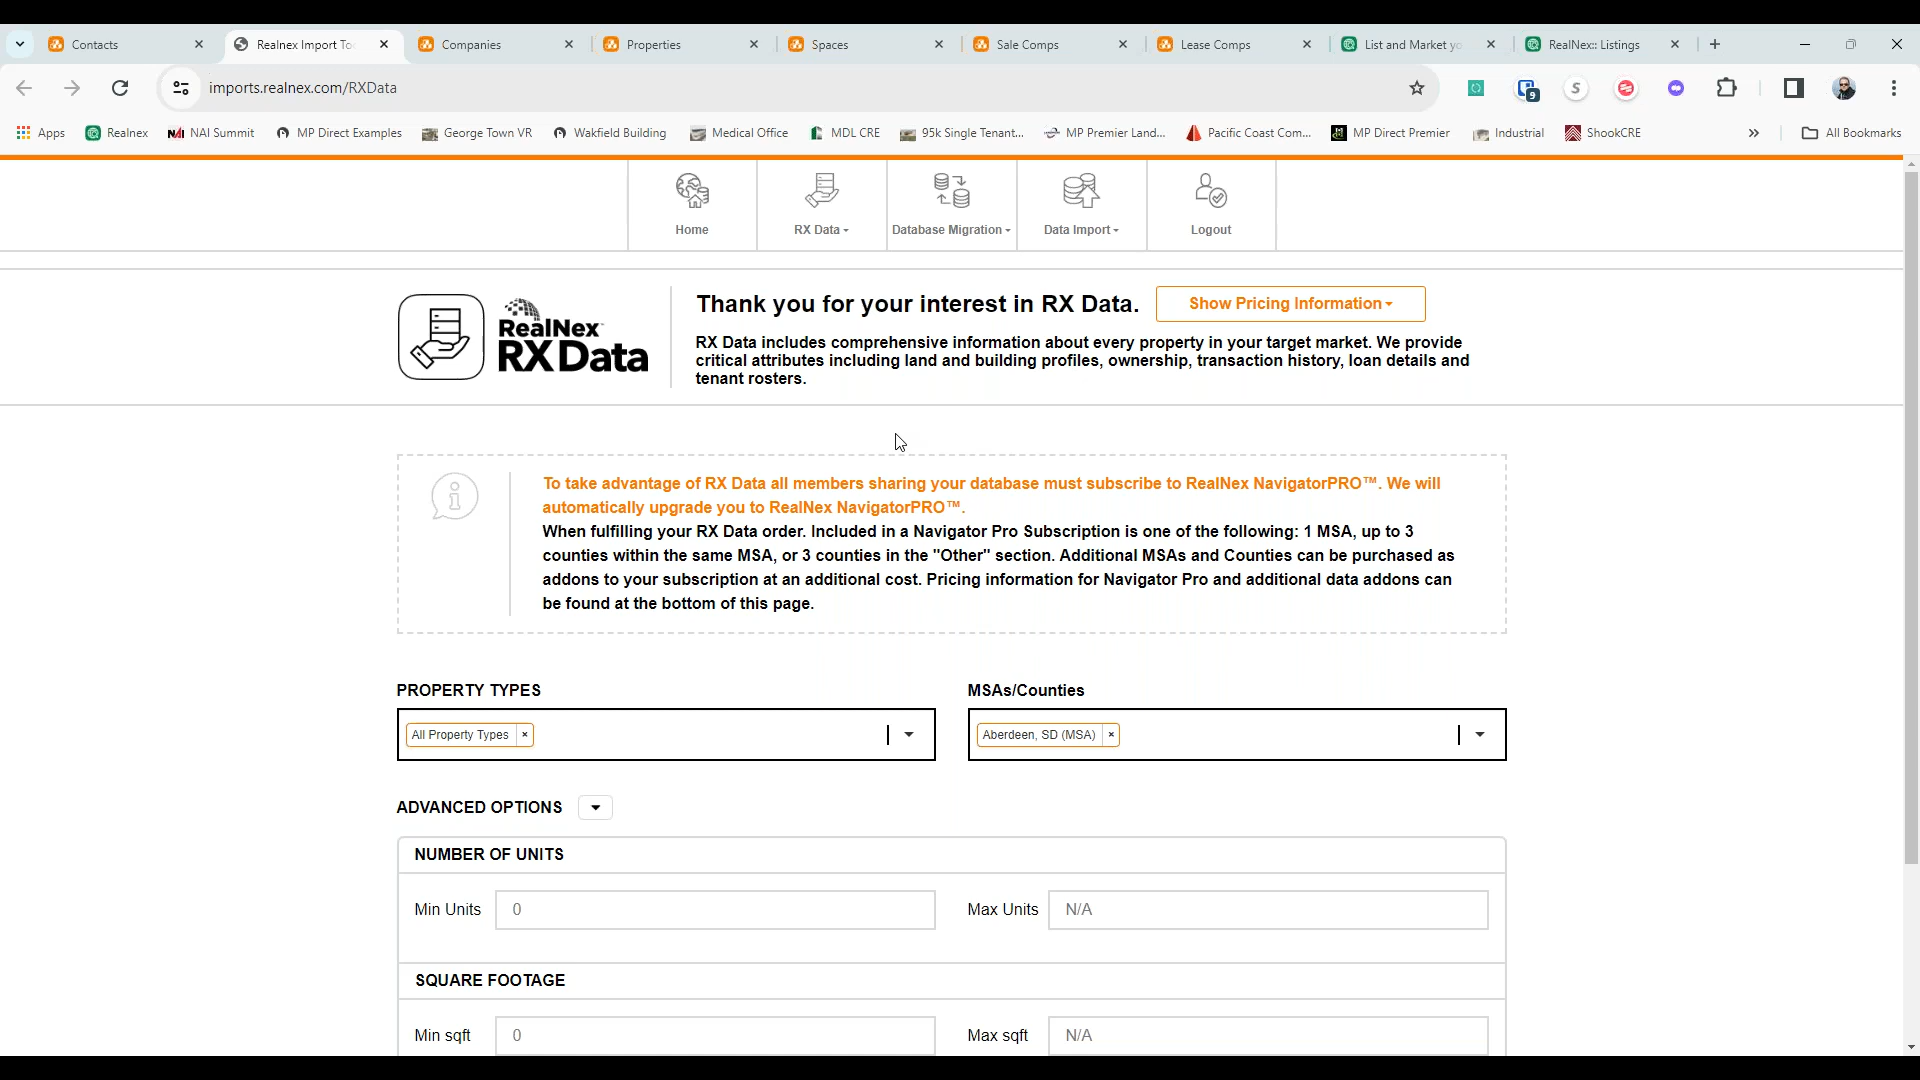 Contacts
Realnex Import To
Companies
Properties
Spaces
Sale Comps
Lease Comps
List and Market yo
RealNex:: Listings
imports.realnex.com/RXData
9
S
Apps
Realnex
NAI Summit
MP Direct Examples
George Town VR
Wakfield Building
Medical Office
MDL CRE
95k Single Tenant...
MP Premier Land...
Pacific Coast Com...
MP Direct Premier
Industrial
ShookCRE
»
All Bookmarks
Home
RX Data
Database Migration
Data Import
Logout
RealNex
RX Data
Thank you for your interest in RX Data.
Show Pricing Information
RX Data includes comprehensive information about every property in your target market. We provide
critical attributes including land and building profiles, ownership, transaction history, loan details and
tenant rosters.
To take advantage of RX Data all members sharing your database must subscribe to RealNex NavigatorPRO™. We will
automatically upgrade you to RealNex NavigatorPRO™.
When fulfilling your RX Data order. Included in a Navigator Pro Subscription is one of the following: 1 MSA, up to 3
counties within the same MSA, or 3 counties in the "Other" section. Additional MSAs and Counties can be purchased as
addons to your subscription at an additional cost. Pricing information for Navigator Pro and additional data addons can
be found at the bottom of this page.
PROPERTY TYPES
MSAs/Counties
All Property Types ×
Aberdeen, SD (MSA) ×
ADVANCED OPTIONS
NUMBER OF UNITS
Min Units 0
Max Units N/A
SQUARE FOOTAGE
Min sqft 0
Max sqft N/A